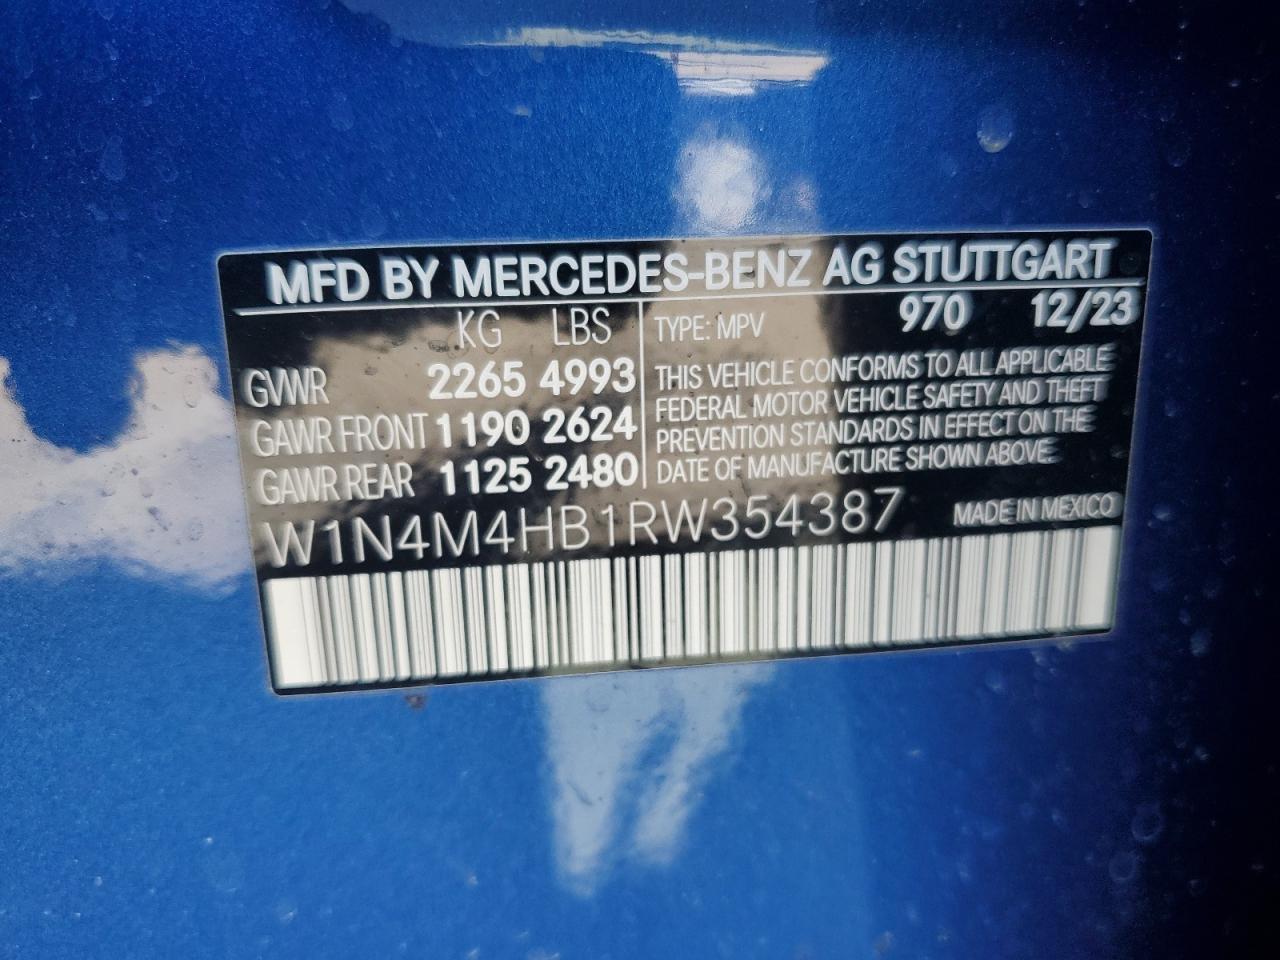 MFD BY MERCEDES-BENZ AG STUTTGART
970 12/23
KG LBS
GVWR 2265 4993
GAWR FRONT 1190 2624
GAWR REAR 1125 2480
TYPE: MPV
THIS VEHICLE CONFORMS TO ALL APPLICABLE
FEDERAL MOTOR VEHICLE SAFETY AND THEFT
PREVENTION STANDARDS IN EFFECT ON THE
DATE OF MANUFACTURE SHOWN ABOVE.
W1N4M4HB1RW354387
MADE IN MEXICO